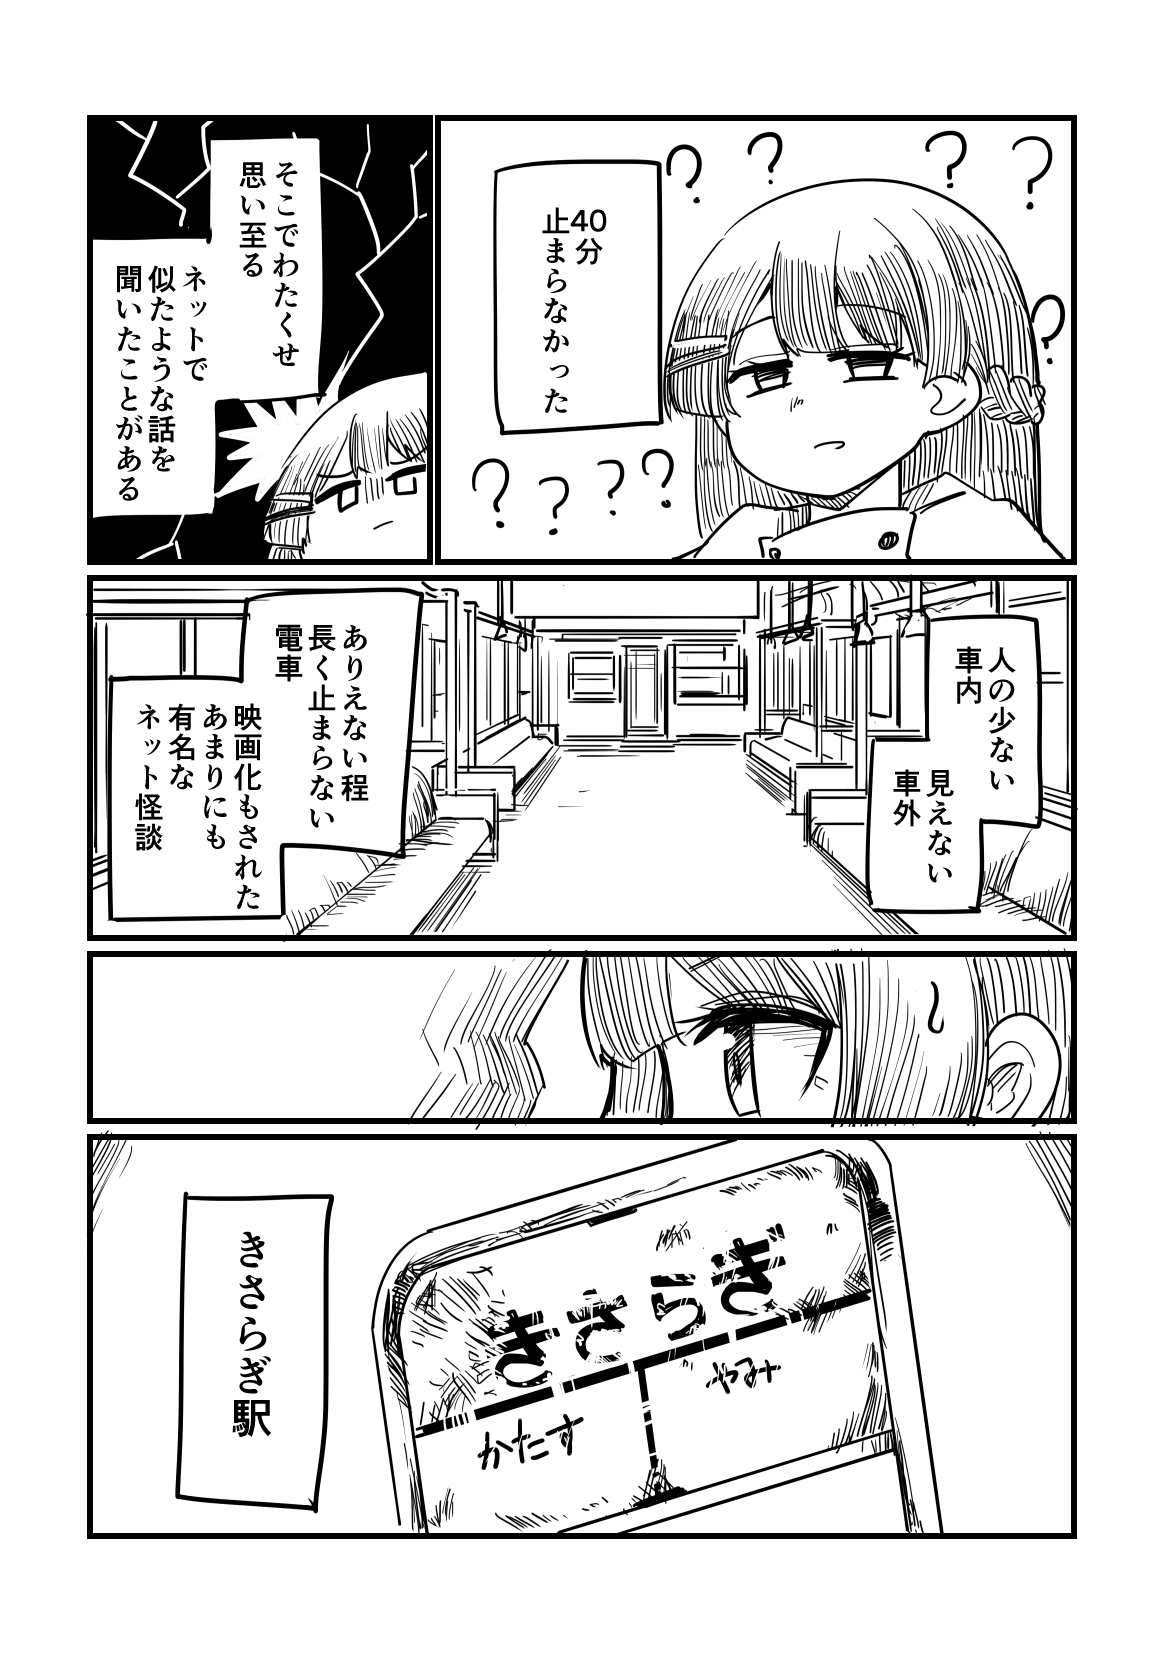 40分
止まらなかった
そこでわたくせ
思い至る
ネットで
似たような話を
聞いたことがある
人の少ない
車内
見えない
車外
ありえない程
長く止まらない
電車
映画化もされた
あまりにも
有名な
ネット怪談
きさらぎ
やみ
かたす
きさらぎ駅